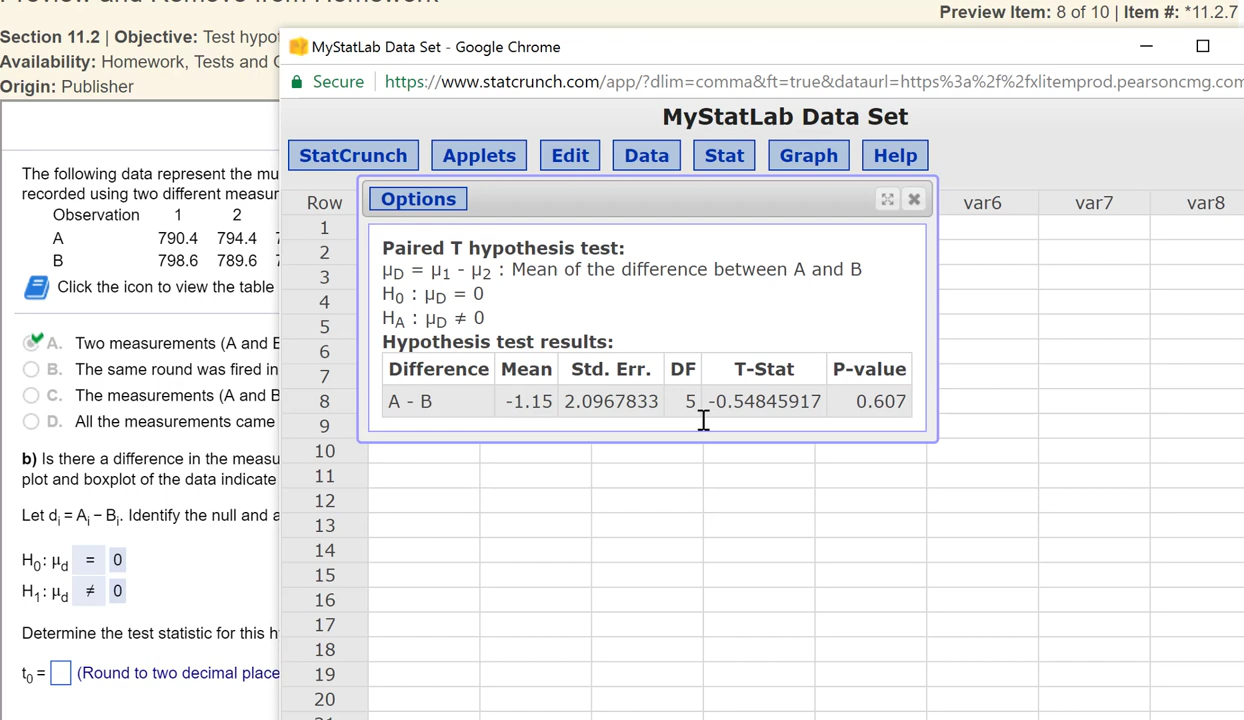 Preview and Remove from Homework
Preview Item: 8 of 10 | Item #: *11.2.7
Section 11.2 | Objective: Test hypo
Availability: Homework, Tests and
Origin: Publisher
MyStatLab Data Set - Google Chrome
Secure | https://www.statcrunch.com/app/?dlim=comma&ft=true&dataurl=https%3a%2f%2fxlitemprod.pearsoncmg.com
MyStatLab Data Set
StatCrunch Applets Edit Data Stat Graph Help
Row var6 var7 var8
1
2
3
4
5
6
7
8
9
10
11
12
13
14
15
16
17
18
19
20
Options
Paired T hypothesis test:
μD = μ1 - μ2 : Mean of the difference between A and B
H0 : μD = 0
HA : μD ≠ 0
Hypothesis test results:
Difference Mean Std. Err. DF T-Stat P-value
A - B -1.15 2.0967833 5 -0.54845917 0.607
The following data represent the mu
recorded using two different measur
Observation 1 2
A 790.4 794.4
B 798.6 789.6
Click the icon to view the table
A. Two measurements (A and B
B. The same round was fired in
C. The measurements (A and B
D. All the measurements came
b) Is there a difference in the measu
plot and boxplot of the data indicate
Let di = Ai − Bi. Identify the null and a
H0: μd = 0
H1: μd ≠ 0
Determine the test statistic for this h
t0 = (Round to two decimal place